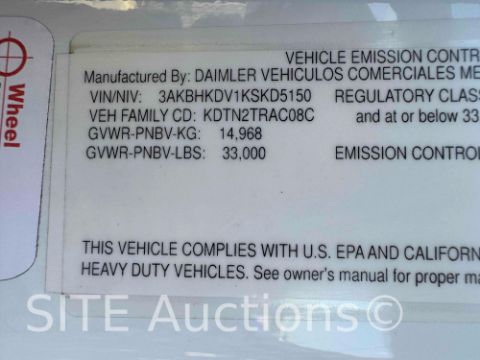 Wheel
VEHICLE EMISSION CONTR
Manufactured By: DAIMLER VEHICULOS COMERCIALES ME
VIN/NIV: 3AKBHKDV1KSKD5150 REGULATORY CLASS
VEH FAMILY CD: KDTN2TRAC08C and at or below 33
GVWR-PNBV-KG: 14,968
GVWR-PNBV-LBS: 33,000 EMISSION CONTROL
THIS VEHICLE COMPLIES WITH U.S. EPA AND CALIFORN
HEAVY DUTY VEHICLES. See owner's manual for proper ma
SITE Auctions©